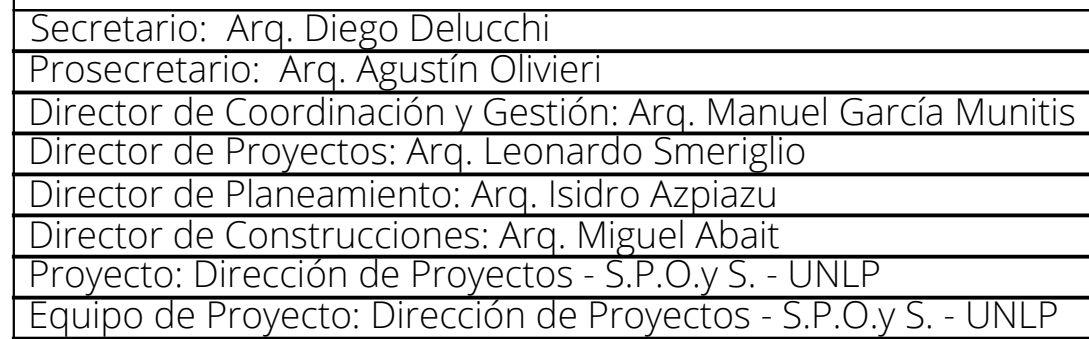 Secretario: Arq. Diego Delucchi
Prosecretario: Arq. Agustín Olivieri
Director de Coordinación y Gestión: Arq. Manuel García Munitis
Director de Proyectos: Arq. Leonardo Smeriglio
Director de Planeamiento: Arq. Isidro Azpiazu
Director de Construcciones: Arq. Miguel Abait
Proyecto: Dirección de Proyectos - S.P.O.y S. - UNLP
Equipo de Proyecto: Dirección de Proyectos - S.P.O.y S. - UNLP